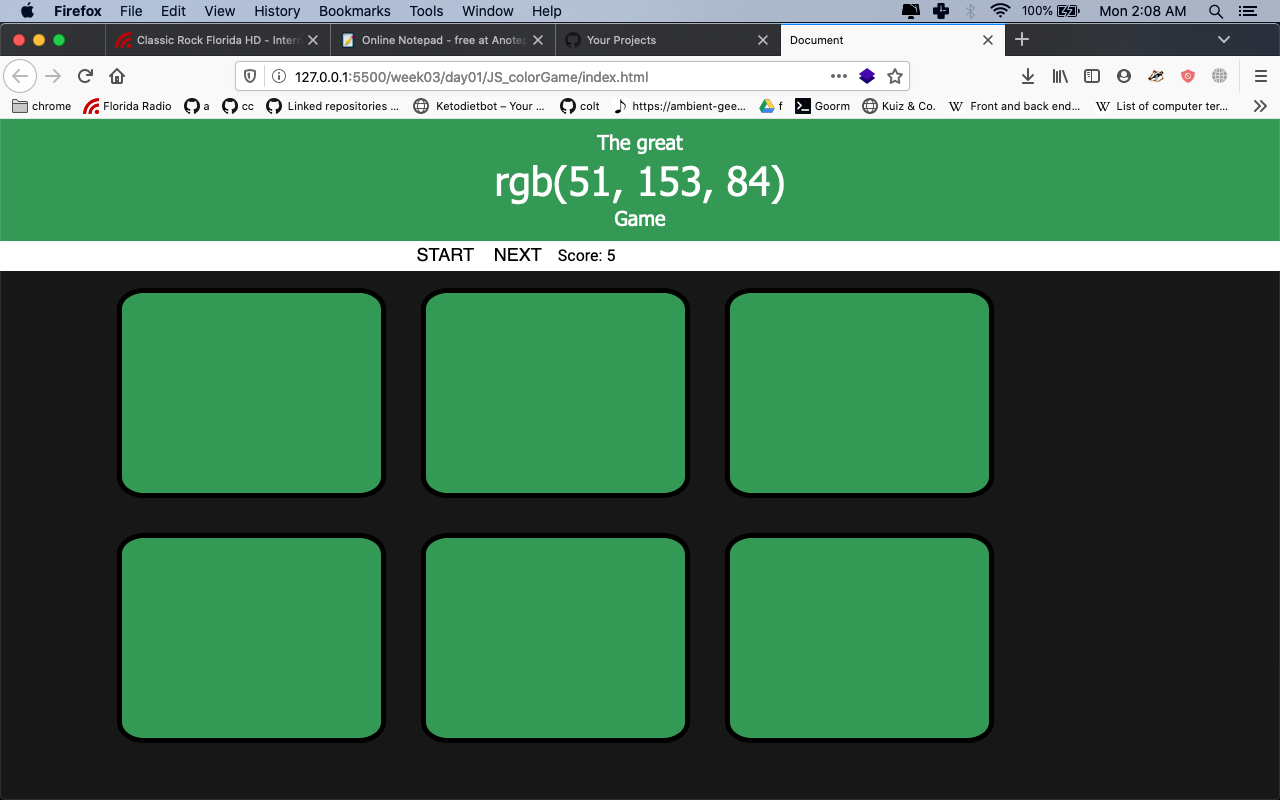 Firefox File Edit View History Bookmarks Tools Window Help 100% Mon 2:08 AM
Classic Rock Florida HD - Intern Online Notepad - free at Anotep Your Projects Document
127.0.0.1:5500/week03/day01/JS_colorGame/index.html
chrome Florida Radio a cc Linked repositories ... Ketodietbot – Your ... colt https://ambient-gee... f Goorm Kuiz & Co. Front and back end... List of computer ter...
The great
rgb(51, 153, 84)
Game
START NEXT Score: 5